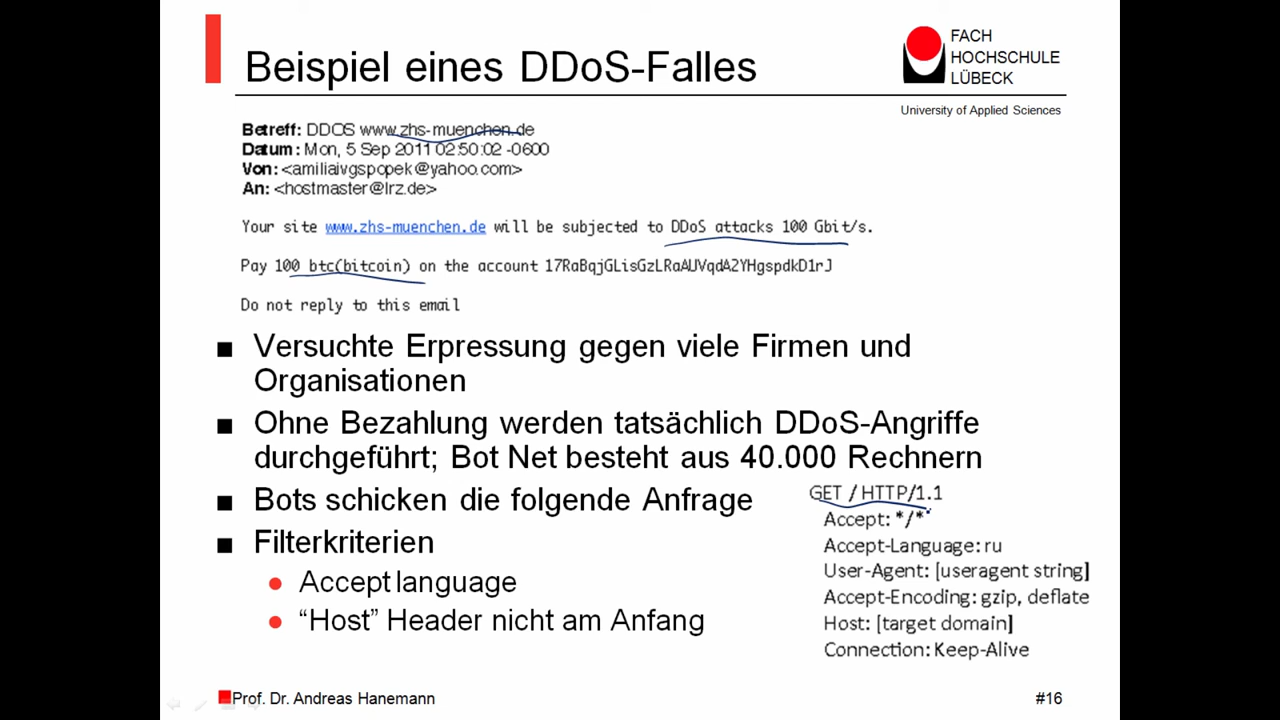 Beispiel eines DDoS-Falles
FACH
HOCHSCHULE
LÜBECK
University of Applied Sciences
Betreff: DDOS www.zhs-muenchen.de
Datum: Mon, 5 Sep 2011 02:50:02 -0600
Von: <amiliaivgspopek@yahoo.com>
An: <hostmaster@lrz.de>
Your site www.zhs-muenchen.de will be subjected to DDoS attacks 100 Gbit/s.
Pay 100 btc(bitcoin) on the account 17RaBqjGLisGzLRaAUVqdA2YHgspdkD1rJ
Do not reply to this email
■ Versuchte Erpressung gegen viele Firmen und
Organisationen
■ Ohne Bezahlung werden tatsächlich DDoS-Angriffe
durchgeführt; Bot Net besteht aus 40.000 Rechnern
■ Bots schicken die folgende Anfrage
■ Filterkriterien
● Accept language
● “Host” Header nicht am Anfang
GET / HTTP/1.1
Accept: */*
Accept-Language: ru
User-Agent: [useragent string]
Accept-Encoding: gzip, deflate
Host: [target domain]
Connection: Keep-Alive
Prof. Dr. Andreas Hanemann
#16